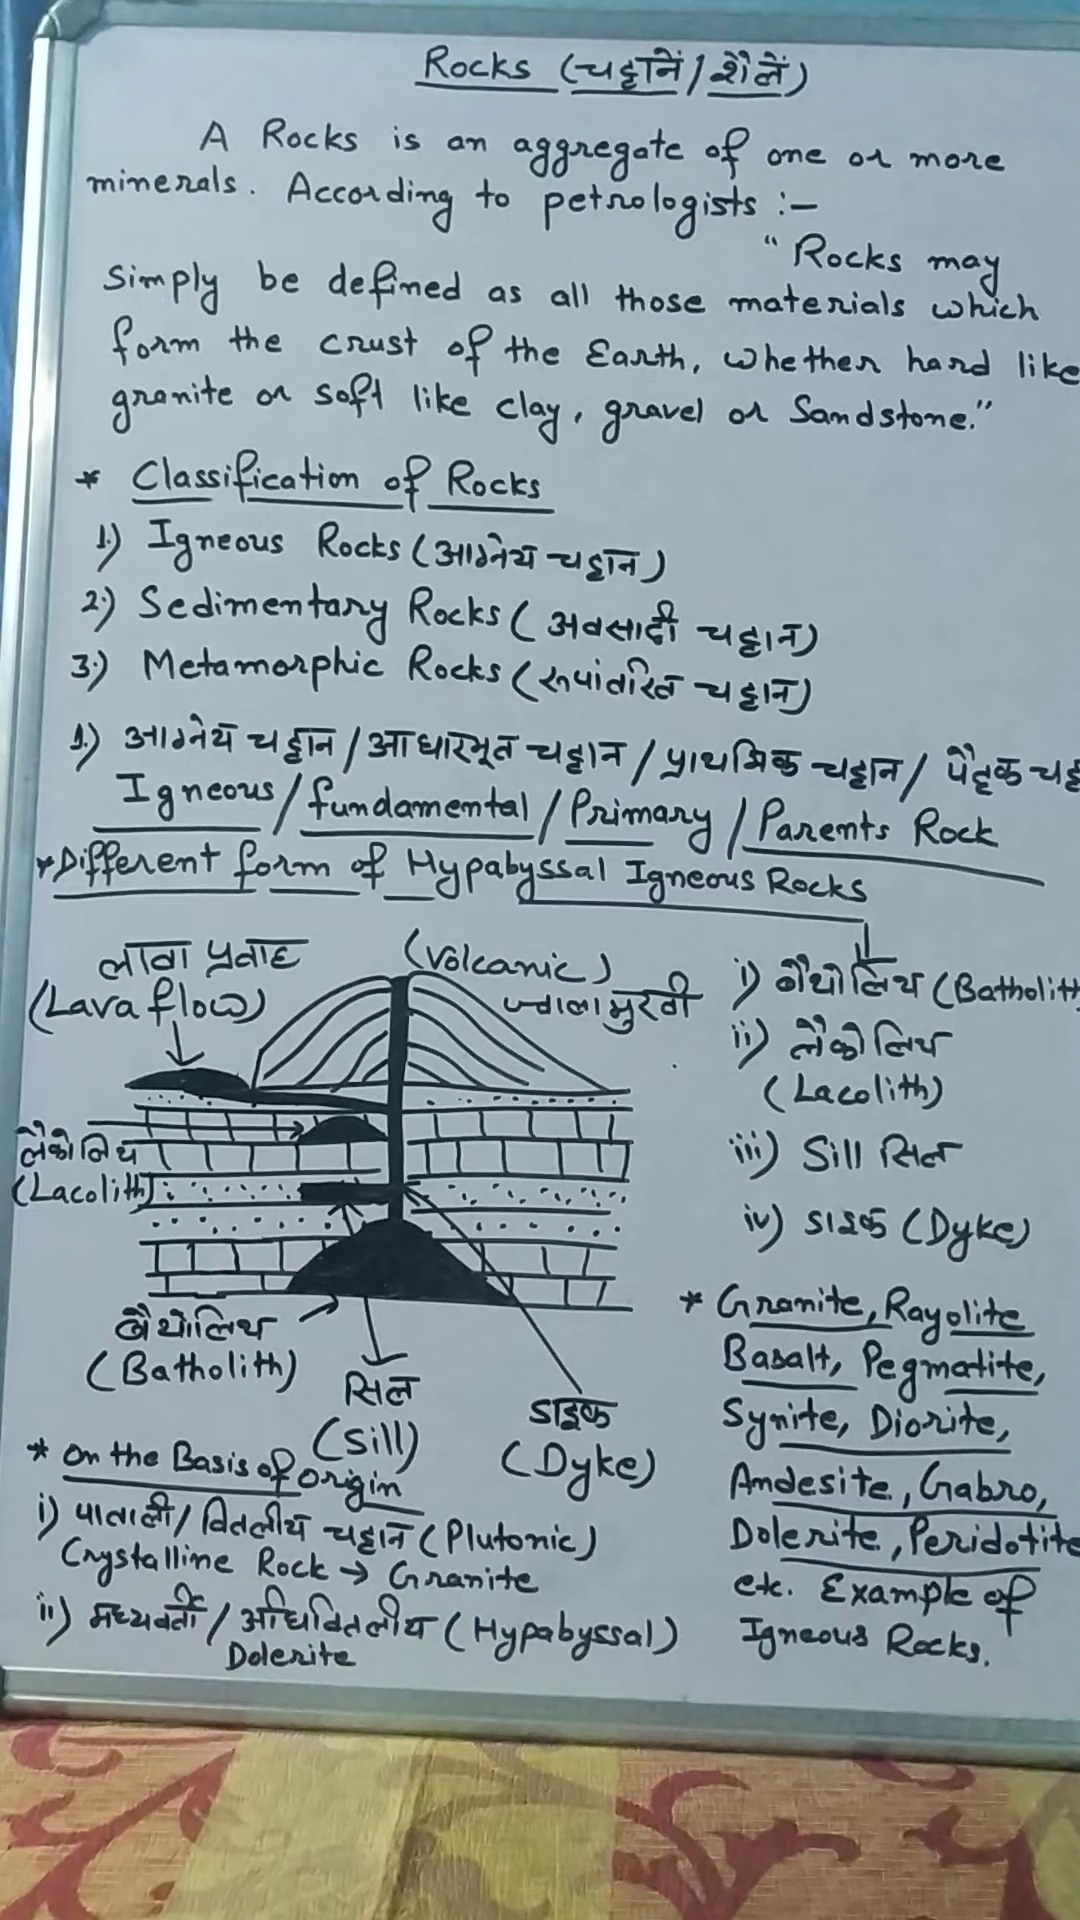 Rocks (चट्टानें/शैलें)
A Rocks is an aggregate of one or more
minerals. According to petrologists :-
"Rocks may
Simply be defined as all those materials which
form the crust of the Earth, whether hard like
granite or soft like clay, gravel or Sandstone."
* Classification of Rocks
1.) Igneous Rocks (आग्नेय चट्टान)
2.) Sedimentary Rocks (अवसादी चट्टान)
3.) Metamorphic Rocks (रूपांतरित चट्टान)
1.) आग्नेय चट्टान/आधारभूत चट्टान/प्राथमिक चट्टान/पैतृक चट्ट
Igneous/fundamental/Primary/Parents Rock
* Different form of Hypabyssal Igneous Rocks
लावा प्रवाह
(Lava flow)
(Volcanic)
ज्वालामुखी
लैकोलिथ
(Lacolith)
बैथोलिथ
(Batholith)
सिल
(Sill)
डाइक
(Dyke)
i) बैथोलिथ (Batholith
ii) लैकोलिथ
(Lacolith)
iii) Sill सिल
iv) डाइक (Dyke)
* Granite, Rayolite
Basalt, Pegmatite,
Synite, Diorite,
Andesite, Gabro,
Dolerite, Peridotite
etc. Example of
Igneous Rocks.
* On the Basis of origin
i) पाताली/वितलीय चट्टान (Plutonic)
Crystalline Rock → Granite
ii) मध्यवर्ती/अधिवितलीय (Hypabyssal)
Dolerite